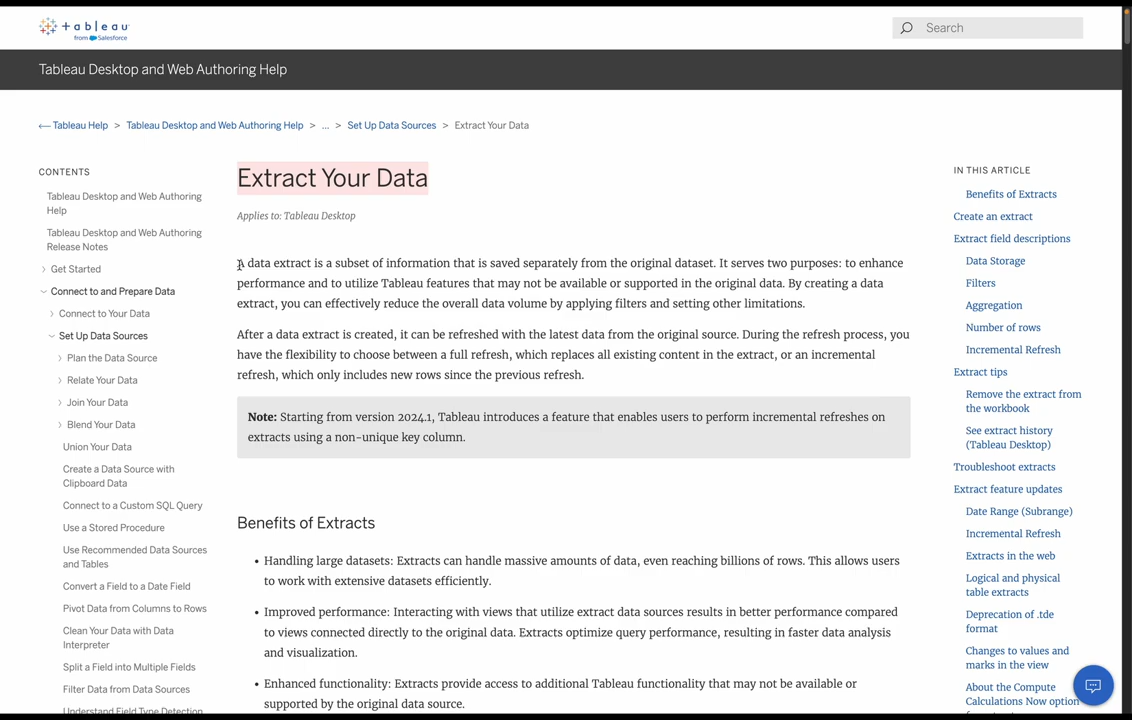 + a b l e a u
from Salesforce
Search
Tableau Desktop and Web Authoring Help
Tableau Help > Tableau Desktop and Web Authoring Help > ... > Set Up Data Sources > Extract Your Data
CONTENTS
Tableau Desktop and Web Authoring
Help
Tableau Desktop and Web Authoring
Release Notes
Get Started
Connect to and Prepare Data
Connect to Your Data
Set Up Data Sources
Plan the Data Source
Relate Your Data
Join Your Data
Blend Your Data
Union Your Data
Create a Data Source with
Clipboard Data
Connect to a Custom SQL Query
Use a Stored Procedure
Use Recommended Data Sources
and Tables
Convert a Field to a Date Field
Pivot Data from Columns to Rows
Clean Your Data with Data
Interpreter
Split a Field into Multiple Fields
Filter Data from Data Sources
Understand Field Type Detection
Extract Your Data
Applies to: Tableau Desktop
A data extract is a subset of information that is saved separately from the original dataset. It serves two purposes: to enhance
performance and to utilize Tableau features that may not be available or supported in the original data. By creating a data
extract, you can effectively reduce the overall data volume by applying filters and setting other limitations.
After a data extract is created, it can be refreshed with the latest data from the original source. During the refresh process, you
have the flexibility to choose between a full refresh, which replaces all existing content in the extract, or an incremental
refresh, which only includes new rows since the previous refresh.
Note: Starting from version 2024.1, Tableau introduces a feature that enables users to perform incremental refreshes on
extracts using a non-unique key column.
Benefits of Extracts
• Handling large datasets: Extracts can handle massive amounts of data, even reaching billions of rows. This allows users
to work with extensive datasets efficiently.
• Improved performance: Interacting with views that utilize extract data sources results in better performance compared
to views connected directly to the original data. Extracts optimize query performance, resulting in faster data analysis
and visualization.
• Enhanced functionality: Extracts provide access to additional Tableau functionality that may not be available or
supported by the original data source.
IN THIS ARTICLE
Benefits of Extracts
Create an extract
Extract field descriptions
Data Storage
Filters
Aggregation
Number of rows
Incremental Refresh
Extract tips
Remove the extract from
the workbook
See extract history
(Tableau Desktop)
Troubleshoot extracts
Extract feature updates
Date Range (Subrange)
Incremental Refresh
Extracts in the web
Logical and physical
table extracts
Deprecation of .tde
format
Changes to values and
marks in the view
About the Compute
Calculations Now option